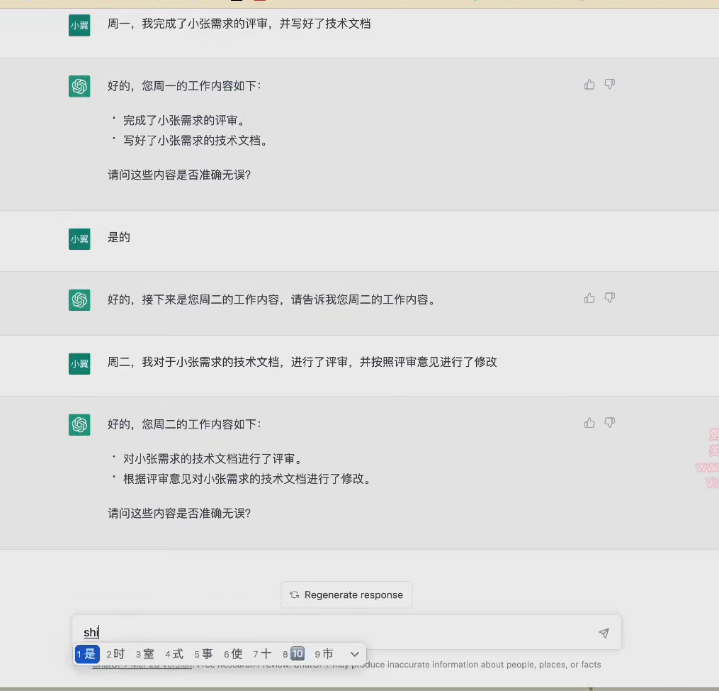 小翼
周一，我完成了小张需求的评审，并写好了技术文档
好的，您周一的工作内容如下：
· 完成了小张需求的评审。
· 写好了小张需求的技术文档。
请问这些内容是否准确无误？
小翼
是的
好的，接下来是您周二的工作内容，请告诉我您周二的工作内容。
小翼
周二，我对于小张需求的技术文档，进行了评审，并按照评审意见进行了修改
好的，您周二的工作内容如下：
· 对小张需求的技术文档进行了评审。
· 根据评审意见对小张需求的技术文档进行了修改。
请问这些内容是否准确无误？
Regenerate response
shi
1 是 2 时 3 室 4 式 5 事 6 使 7 十 8 🔟 9 市
ChatGPT may produce inaccurate information about people, places, or facts
www